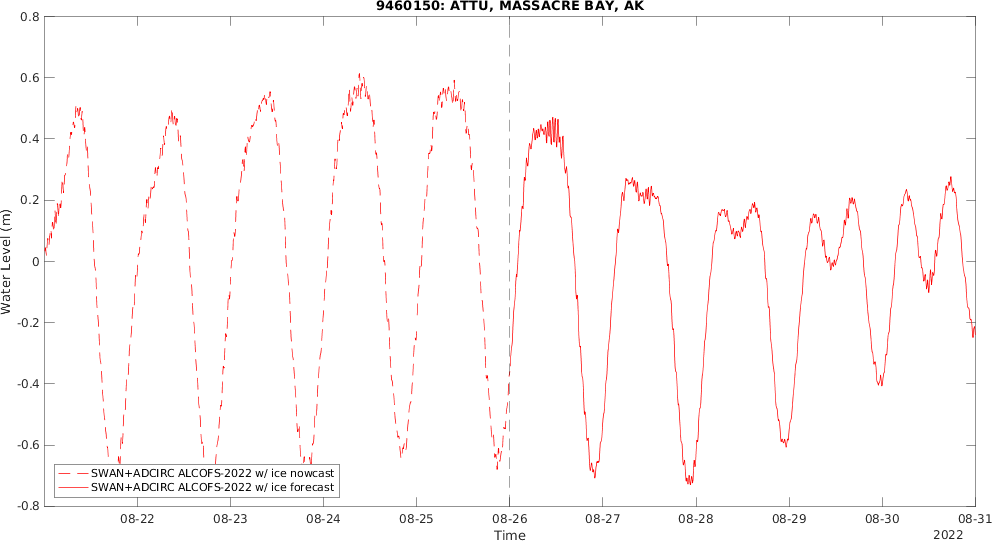 9460150: ATTU, MASSACRE BAY, AK
0.8
0.6
0.4
0.2
0
-0.2
-0.4
-0.6
-0.8
Water Level (m)
SWAN+ADCIRC ALCOFS-2022 w/ ice nowcast
SWAN+ADCIRC ALCOFS-2022 w/ ice forecast
08-22 08-23 08-24 08-25 08-26 08-27 08-28 08-29 08-30 08-31
Time
2022